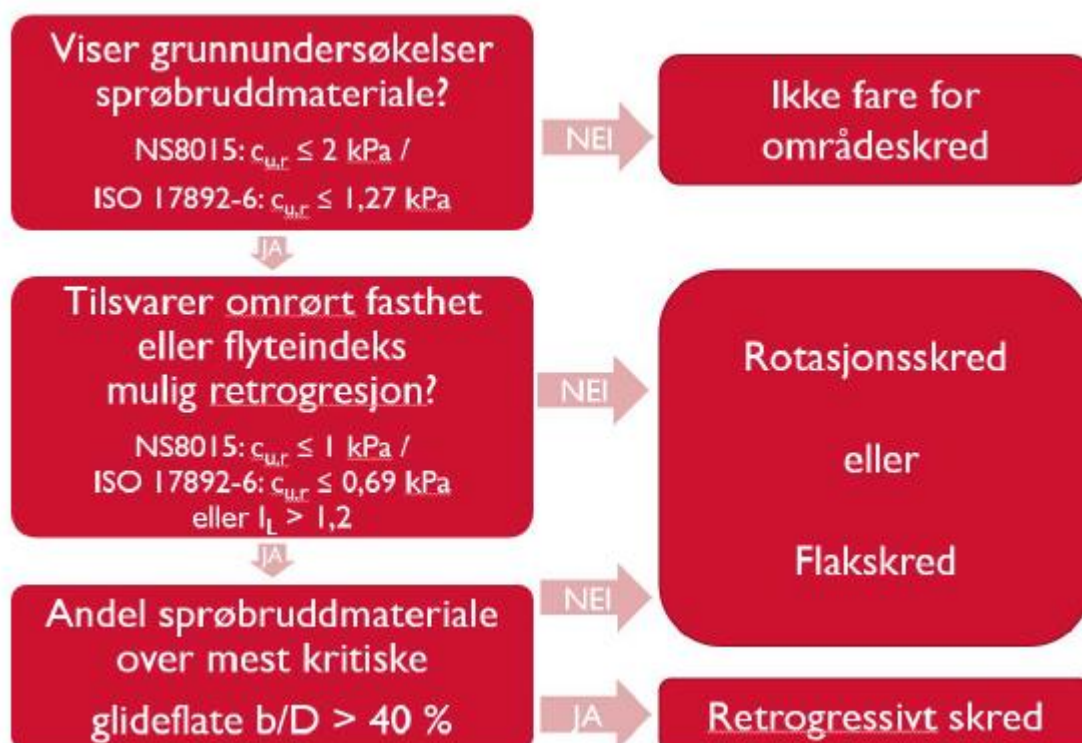 Viser grunnundersøkelser
sprøbruddmateriale?
NS8015: cu,r ≤ 2 kPa /
ISO 17892-6: cu,r ≤ 1,27 kPa
NEI
Ikke fare for
områdeskred
JA
Tilsvarer omrørt fasthet
eller flyteindeks
mulig retrogresjon?
NS8015: cu,r ≤ 1 kPa /
ISO 17892-6: cu,r ≤ 0,69 kPa
eller IL > 1,2
NEI
Rotasjonsskred
eller
Flakskred
JA
Andel sprøbruddmateriale
over mest kritiske
glideflate b/D > 40 %
NEI
JA
Retrogressivt skred